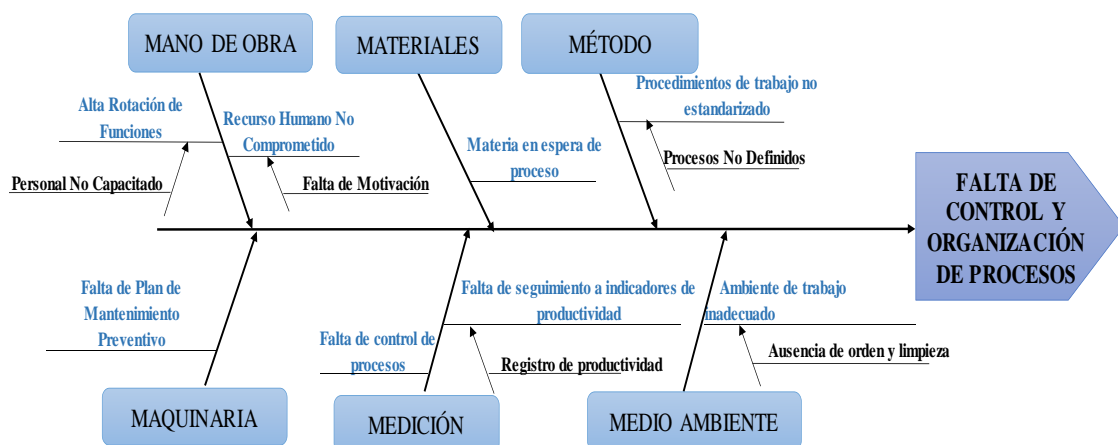 MANO DE OBRA
MATERIALES
MÉTODO
Alta Rotación de
Funciones
Recurso Humano No
Comprometido
Personal No Capacitado
Falta de Motivación
Materia en espera de
proceso
Procedimientos de trabajo no
estandarizado
Procesos No Definidos
FALTA DE
CONTROL Y
ORGANIZACIÓN
DE PROCESOS
Falta de Plan de
Mantenimiento
Preventivo
Falta de control de
procesos
Falta de seguimiento a indicadores de
productividad
Registro de productividad
Ambiente de trabajo
inadecuado
Ausencia de orden y limpieza
MAQUINARIA
MEDICIÓN
MEDIO AMBIENTE